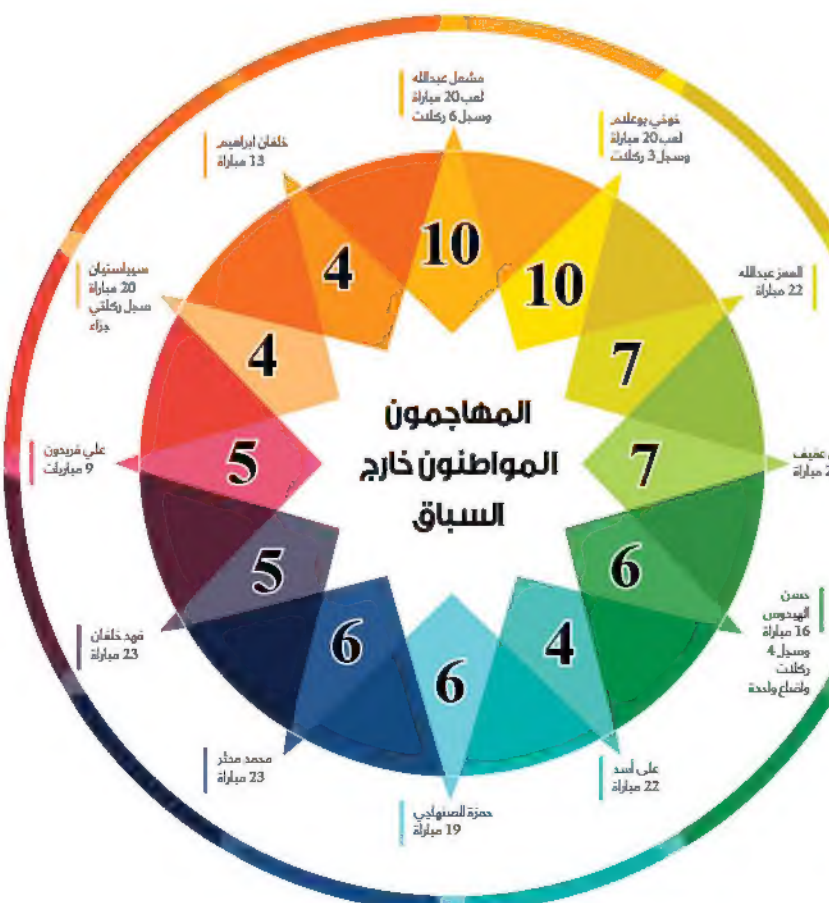 المهاجمون
المواطنون خارج
السباق
مشعل عبدالله
لعب 20 مباراة
وسجل 6 ركلات
10
خوخي بوعلام
لعب 20 مباراة
وسجل 3 ركلات
10
المعز عبدالله
22 مباراة
7
عفيف
7
حسن
الهيدوس
16 مباراة
وسجل 4
ركلات
واضاع واحدة
6
على أسد
22 مباراة
4
حمزة الصنهاجي
19 مباراة
6
محمد مدثر
23 مباراة
6
فهد خلفان
23 مباراة
5
علي فريدون
9 مباريات
5
سيباستيان
20 مباراة
سجل ركلتي
جزاء
4
خلفان ابراهيم
13 مباراة
4